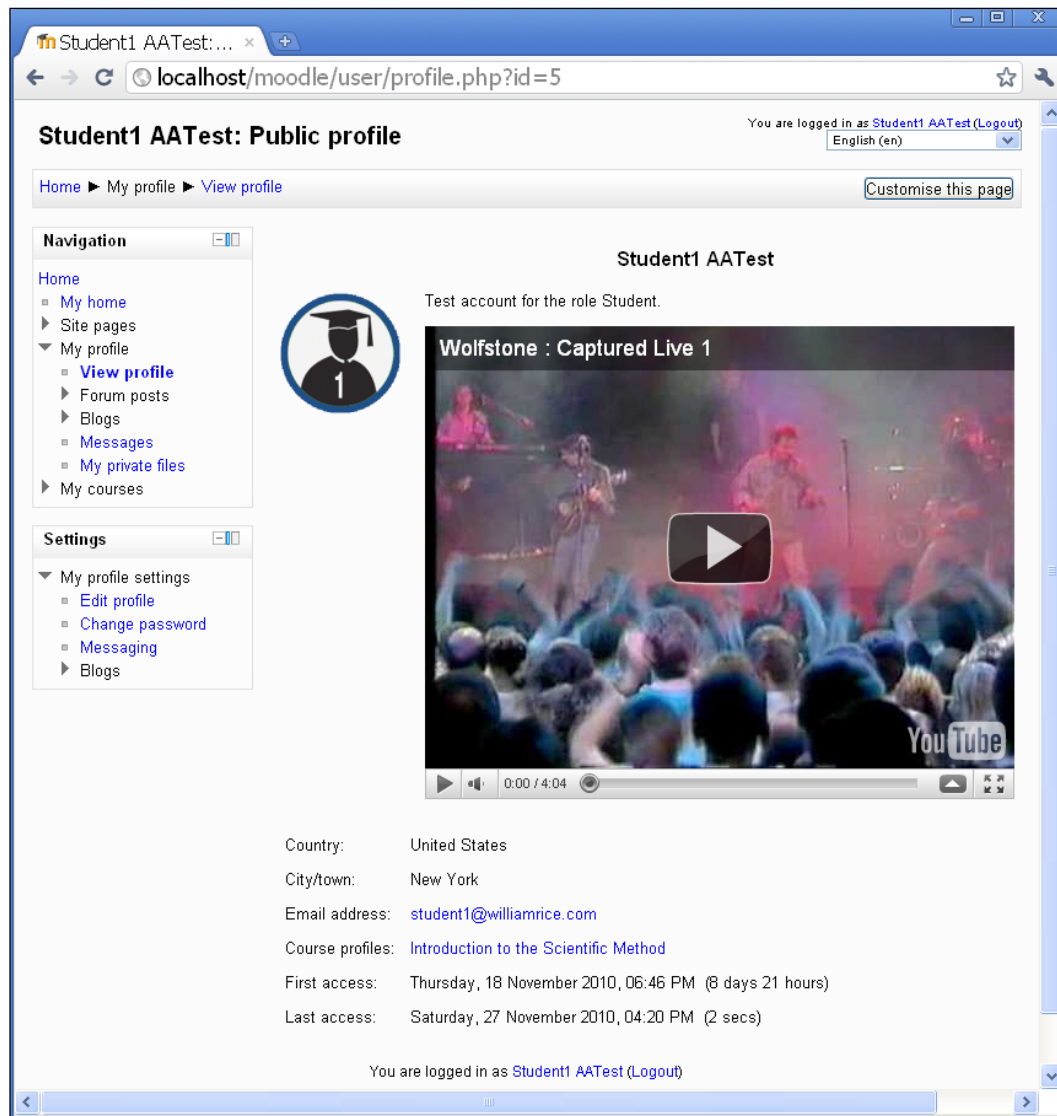 Student1 AATest: ...
localhost/moodle/user/profile.php?id=5
Student1 AATest: Public profile
You are logged in as Student1 AATest (Logout)
English (en)
Home ► My profile ► View profile
Customise this page
Navigation
Home
My home
Site pages
My profile
View profile
Forum posts
Blogs
Messages
My private files
My courses
Settings
My profile settings
Edit profile
Change password
Messaging
Blogs
Student1 AATest
Test account for the role Student.
1
Wolfstone : Captured Live 1
YouTube
0:00 / 4:04
Country: United States
City/town: New York
Email address: student1@williamrice.com
Course profiles: Introduction to the Scientific Method
First access: Thursday, 18 November 2010, 06:46 PM (8 days 21 hours)
Last access: Saturday, 27 November 2010, 04:20 PM (2 secs)
You are logged in as Student1 AATest (Logout)